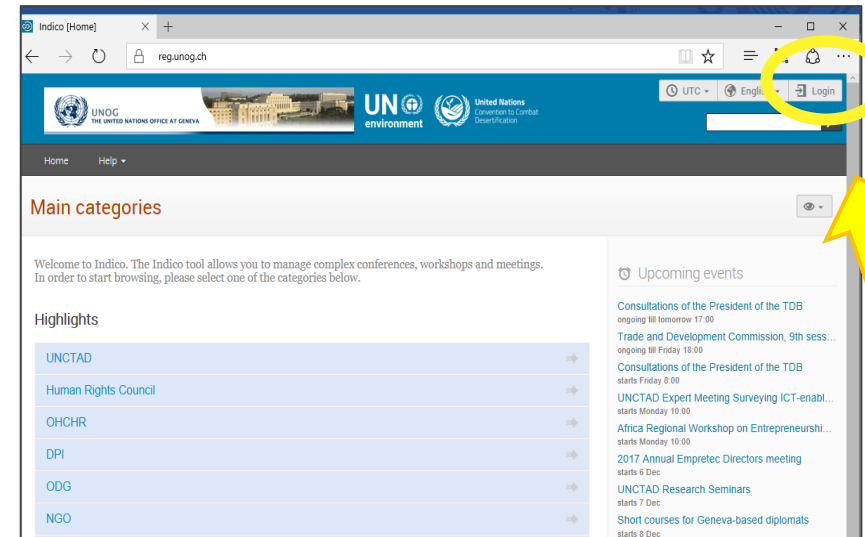 Indico [Home]
reg.unog.ch
UTC
Login
UNOG
THE UNITED NATIONS OFFICE AT GENEVA
UN
environment
United Nations
Convention to Combat
Desertification
Home Help
Main categories
Welcome to Indico. The Indico tool allows you to manage complex conferences, workshops and meetings.
In order to start browsing, please select one of the categories below.
Highlights
UNCTAD
Human Rights Council
OHCHR
DPI
ODG
NGO
Upcoming events
Consultations of the President of the TDB
ongoing till tomorrow 17:00
Trade and Development Commission, 9th sess...
ongoing till Friday 18:00
Consultations of the President of the TDB
starts Friday 8:00
UNCTAD Expert Meeting Surveying ICT-enabl...
starts Monday 10:00
Africa Regional Workshop on Entrepreneurshi...
starts Monday 10:00
2017 Annual Empretec Directors meeting
starts 6 Dec
UNCTAD Research Seminars
starts 7 Dec
Short courses for Geneva-based diplomats
starts 8 Dec